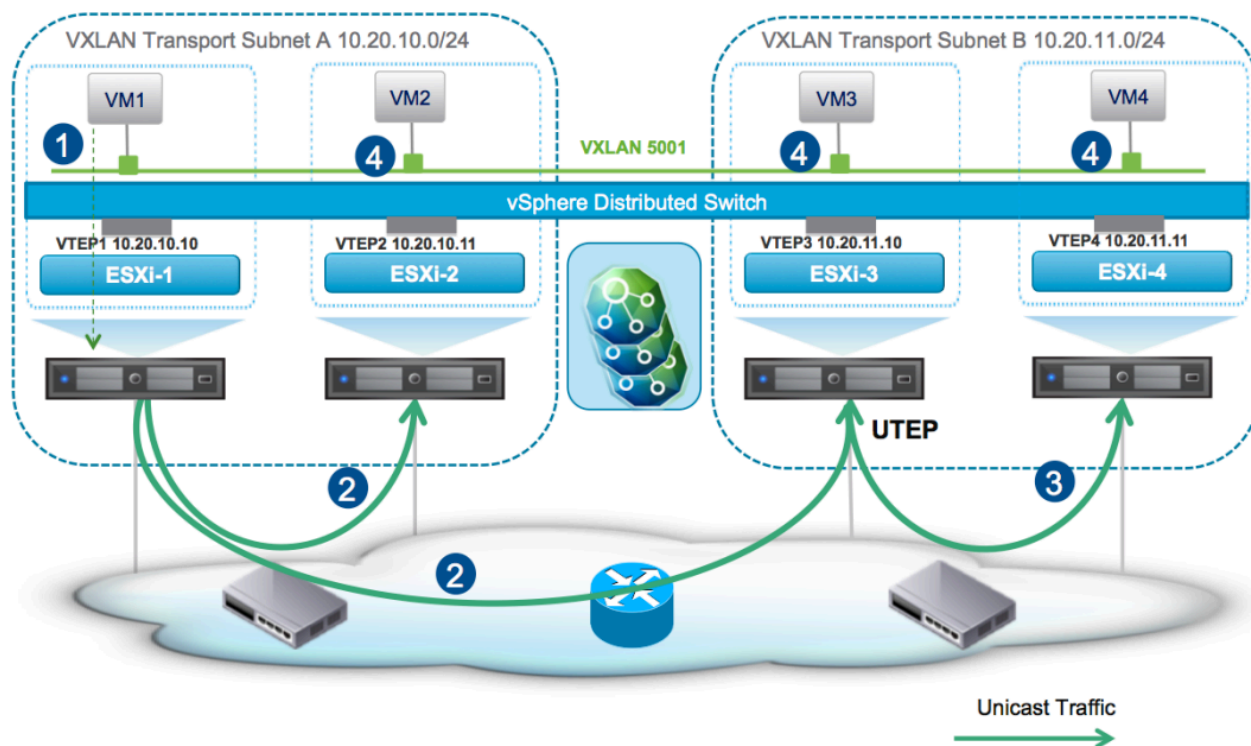 VXLAN Transport Subnet A 10.20.10.0/24
VXLAN Transport Subnet B 10.20.11.0/24
VM1
VM2
VM3
VM4
1
4
VXLAN 5001
4
4
vSphere Distributed Switch
VTEP1 10.20.10.10
VTEP2 10.20.10.11
VTEP3 10.20.11.10
VTEP4 10.20.11.11
ESXi-1
ESXi-2
ESXi-3
ESXi-4
UTEP
2
3
2
Unicast Traffic